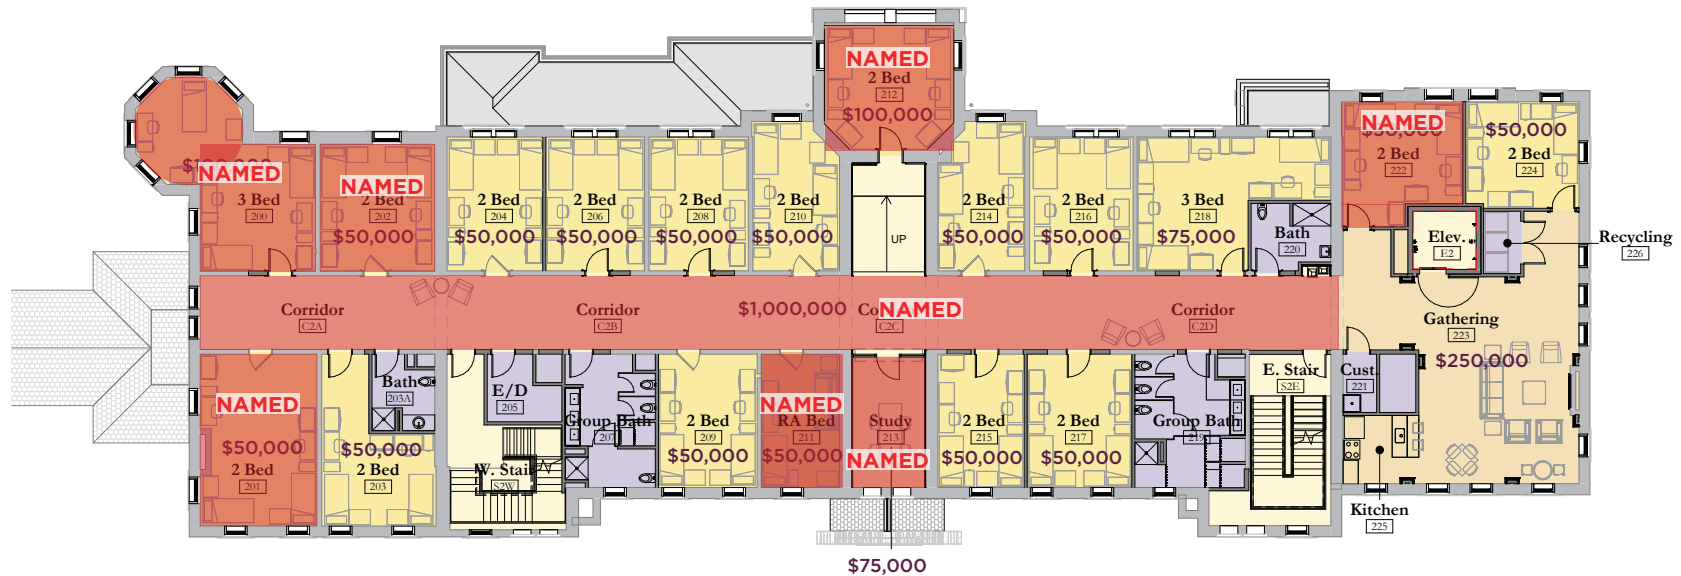 NAMED
2 Bed
212
$100,000
NAMED
$50,000
2 Bed
222
$50,000
2 Bed
224
$100,000
NAMED
3 Bed
200
NAMED
2 Bed
202
$50,000
2 Bed
204
$50,000
2 Bed
206
$50,000
2 Bed
208
$50,000
2 Bed
210
$50,000
UP
2 Bed
214
$50,000
2 Bed
216
$50,000
3 Bed
218
$75,000
Bath
220
Elev.
E2
Recycling
226
Corridor
C2A
Corridor
C2B
$1,000,000
NAMED
C2C
Corridor
C2D
Gathering
223
$250,000
NAMED
$50,000
2 Bed
201
Bath
203A
$50,000
2 Bed
203
E/D
205
W. Stair
S2W
Group Bath
207
2 Bed
209
$50,000
NAMED
RA Bed
211
$50,000
Study
213
NAMED
$75,000
2 Bed
215
$50,000
2 Bed
217
$50,000
Group Bath
219
E. Stair
S2E
Cust.
221
Kitchen
225